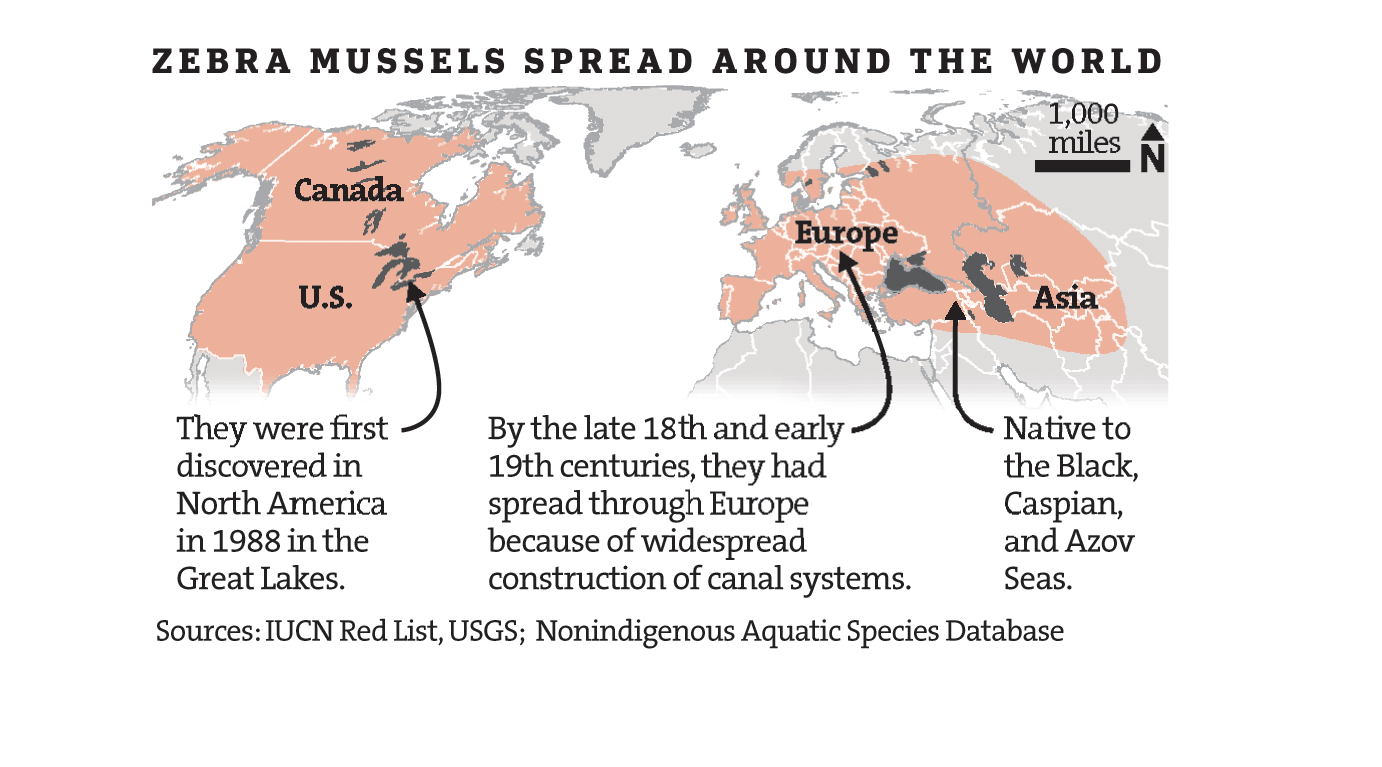 ZEBRA MUSSELS SPREAD AROUND THE WORLD
1,000
miles
N
Canada
U.S.
Europe
Asia
They were first
discovered in
North America
in 1988 in the
Great Lakes.
By the late 18th and early
19th centuries, they had
spread through Europe
because of widespread
construction of canal systems.
Native to
the Black,
Caspian,
and Azov
Seas.
Sources: IUCN Red List, USGS; Nonindigenous Aquatic Species Database